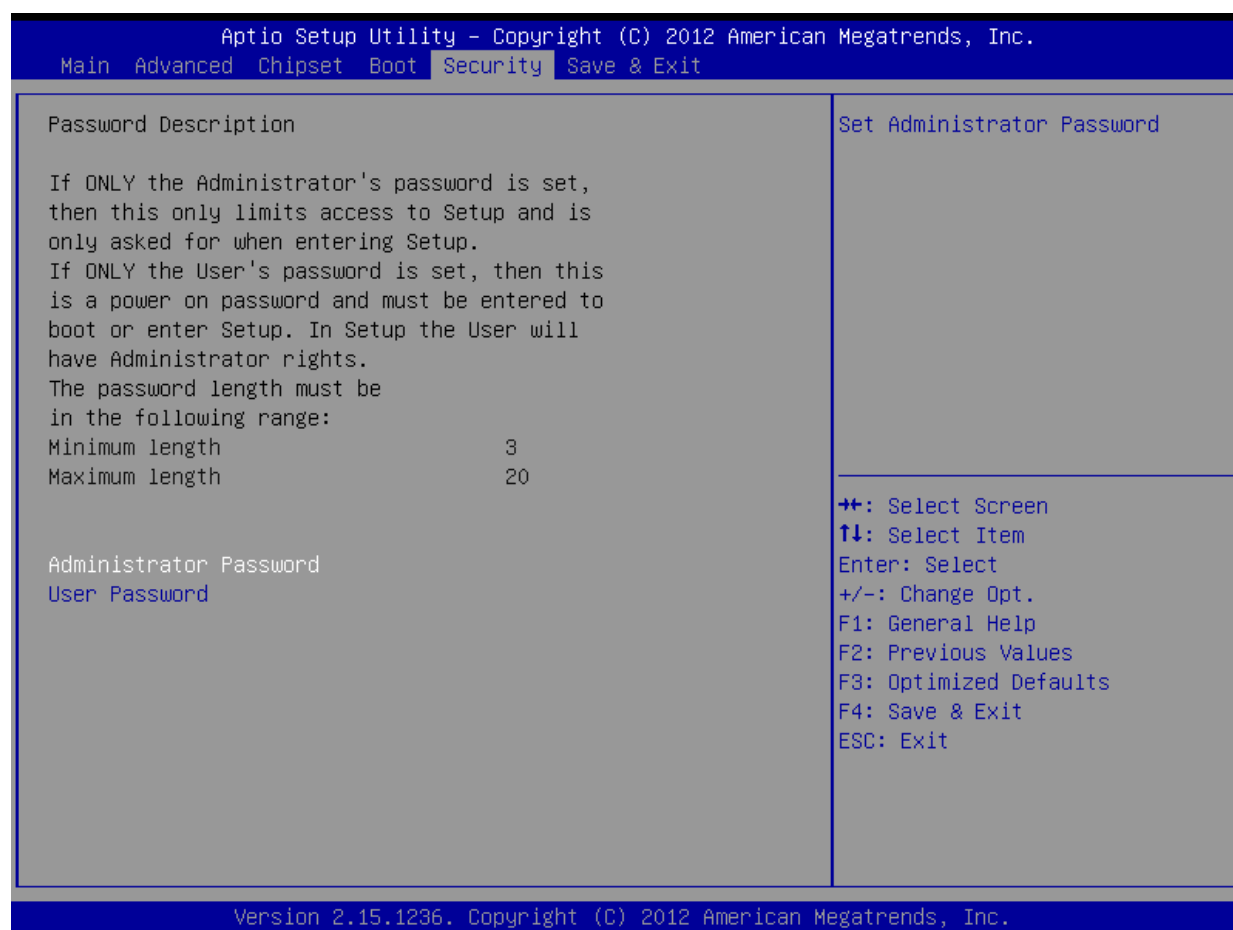 Aptio Setup Utility – Copyright (C) 2012 American Megatrends, Inc.
Main Advanced Chipset Boot Security Save & Exit
Password Description
If ONLY the Administrator's password is set,
then this only limits access to Setup and is
only asked for when entering Setup.
If ONLY the User's password is set, then this
is a power on password and must be entered to
boot or enter Setup. In Setup the User will
have Administrator rights.
The password length must be
in the following range:
Minimum length 3
Maximum length 20
Administrator Password
User Password
Set Administrator Password
→←: Select Screen
↑↓: Select Item
Enter: Select
+/-: Change Opt.
F1: General Help
F2: Previous Values
F3: Optimized Defaults
F4: Save & Exit
ESC: Exit
Version 2.15.1236. Copyright (C) 2012 American Megatrends, Inc.